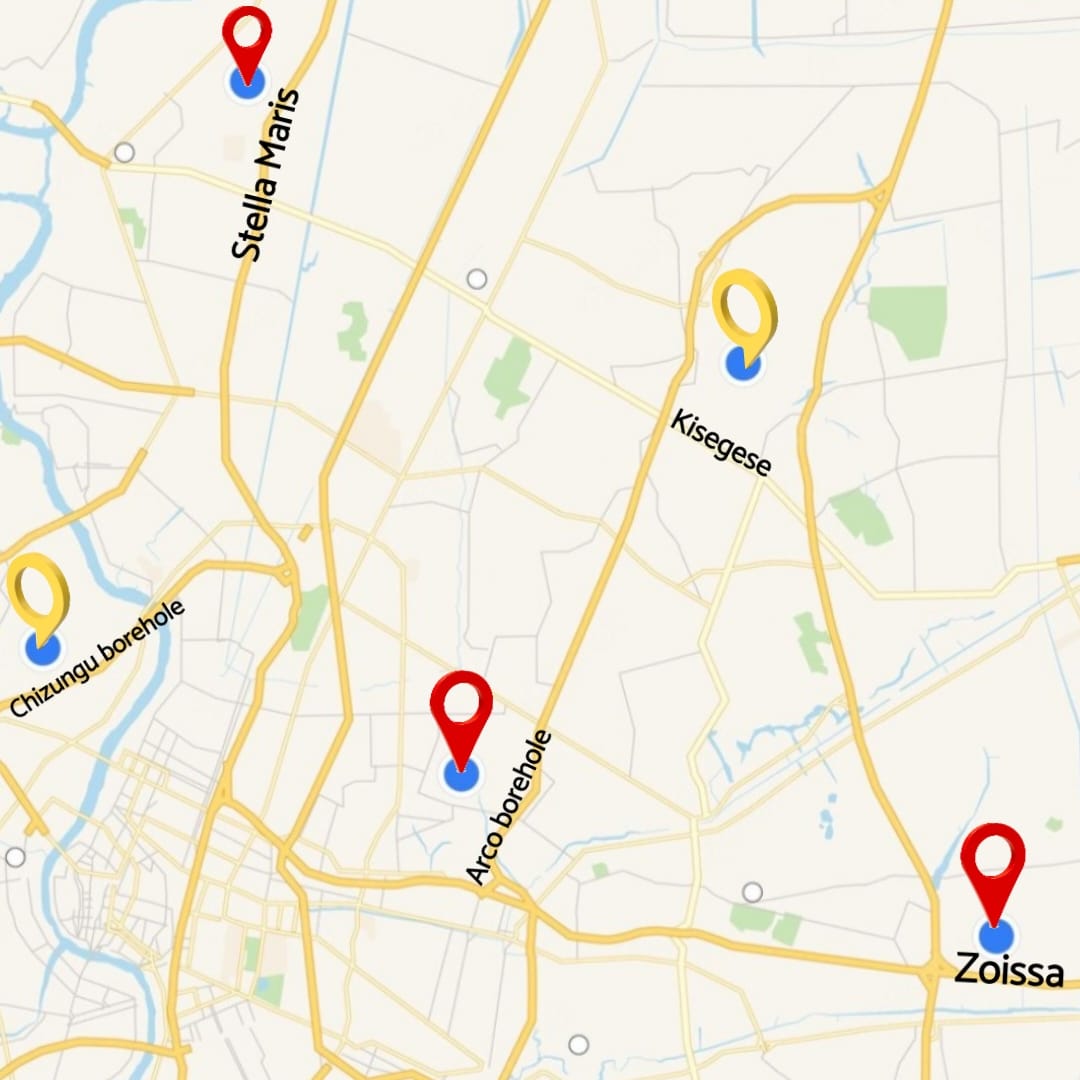 Stella Maris
Kisegese
Chizungu borehole
Arco borehole
Zoissa